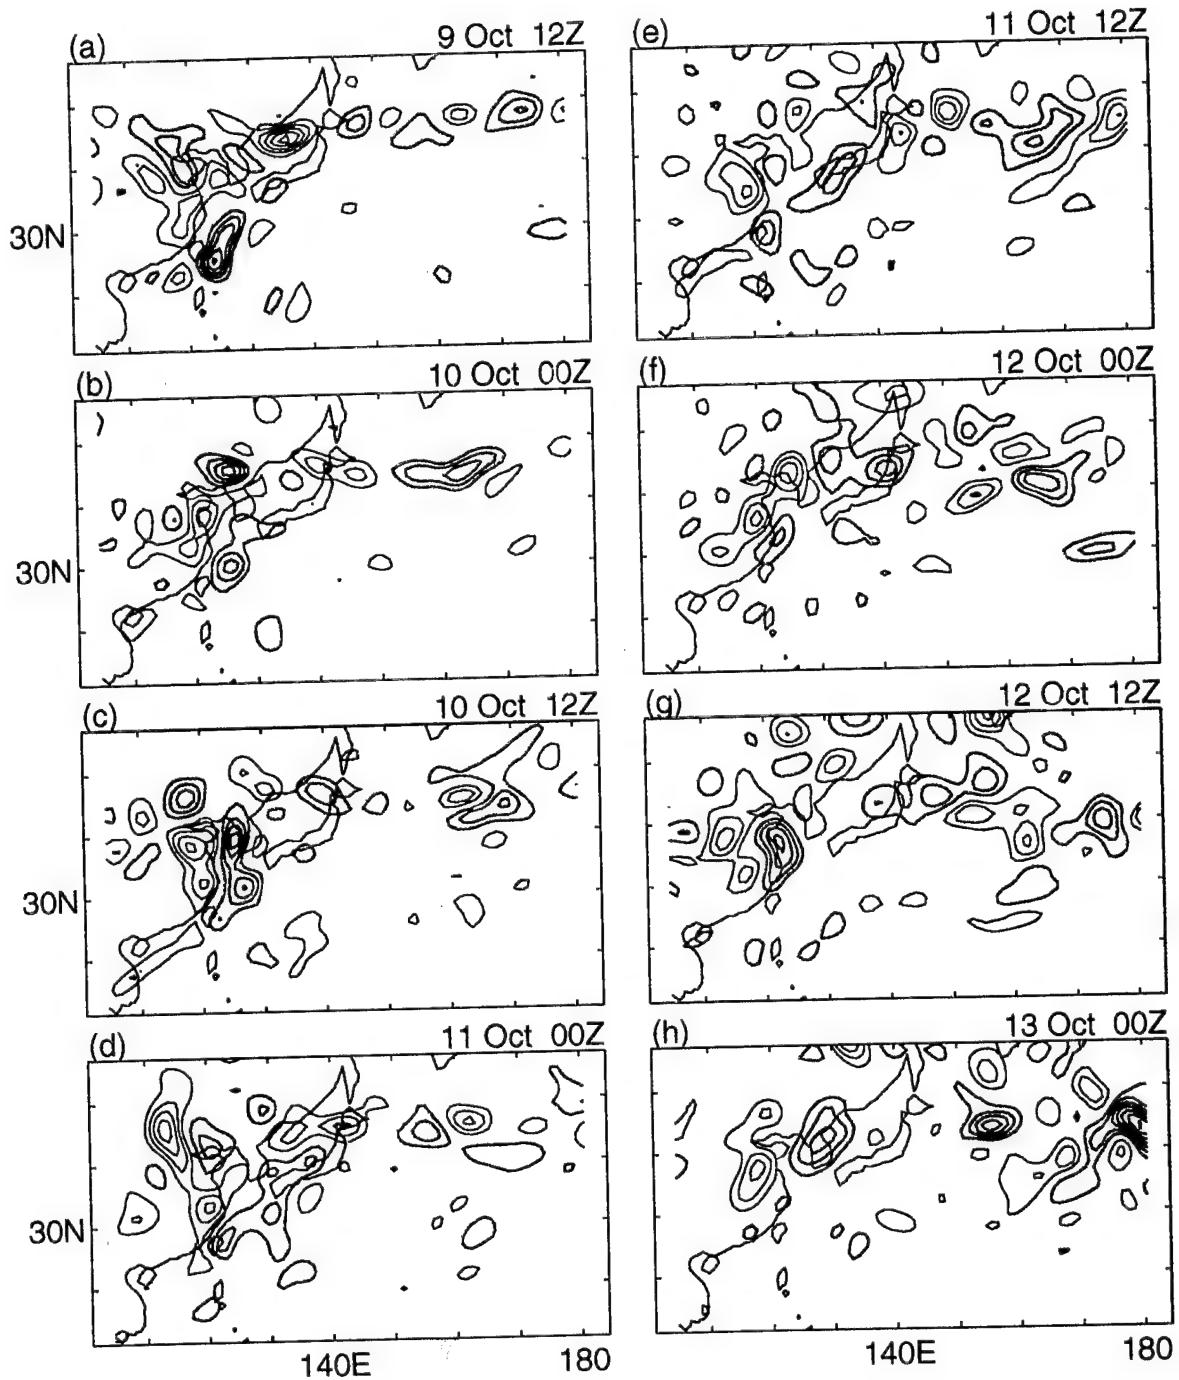 (a) 9 Oct 12Z
30N
(b) 10 Oct 00Z
30N
(c) 10 Oct 12Z
30N
(d) 11 Oct 00Z
30N
140E 180
(e) 11 Oct 12Z
(f) 12 Oct 00Z
(g) 12 Oct 12Z
(h) 13 Oct 00Z
140E 180